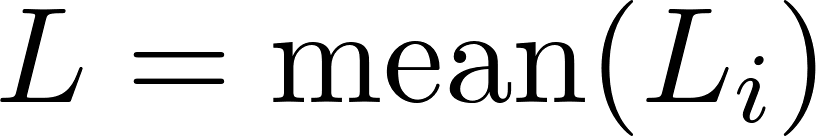 L = mean(L_i)